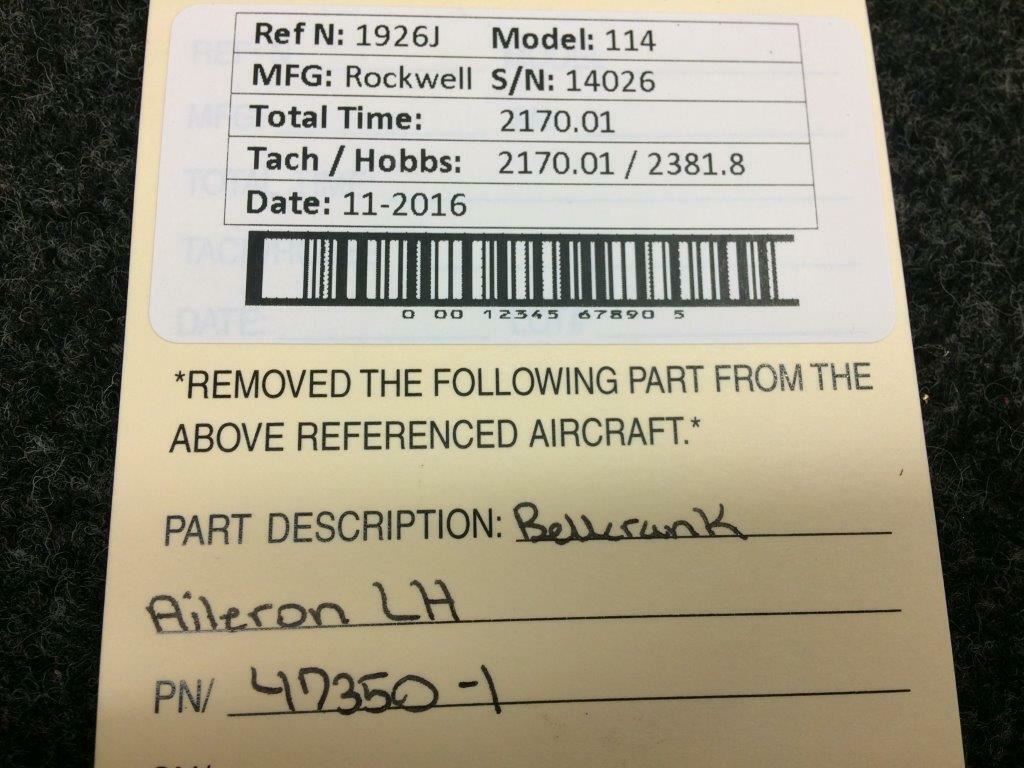 Ref N: 1926J Model: 114
MFG: Rockwell S/N: 14026
Total Time: 2170.01
Tach / Hobbs: 2170.01 / 2381.8
Date: 11-2016
0 00 12345 67890 5
*REMOVED THE FOLLOWING PART FROM THE
ABOVE REFERENCED AIRCRAFT.*
PART DESCRIPTION: Bellcrank
Aileron LH
PN/ 47350-1